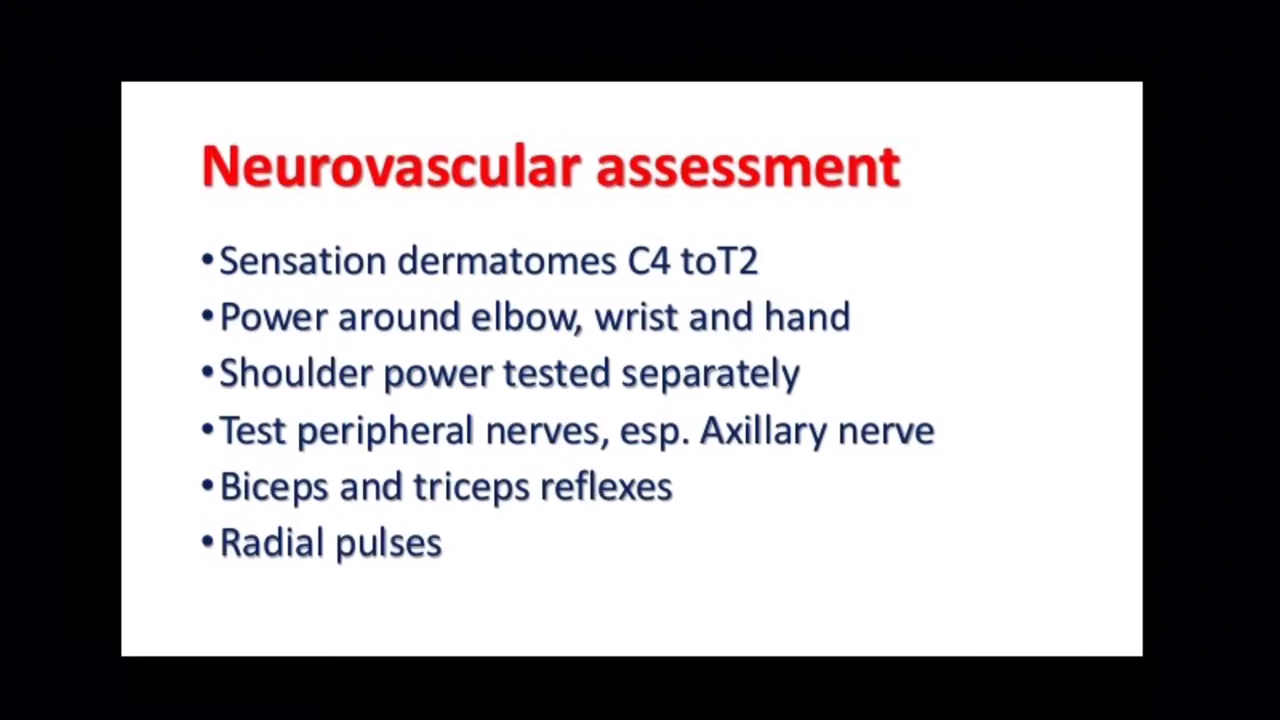 Neurovascular assessment
•Sensation dermatomes C4 toT2
•Power around elbow, wrist and hand
•Shoulder power tested separately
•Test peripheral nerves, esp. Axillary nerve
•Biceps and triceps reflexes
•Radial pulses